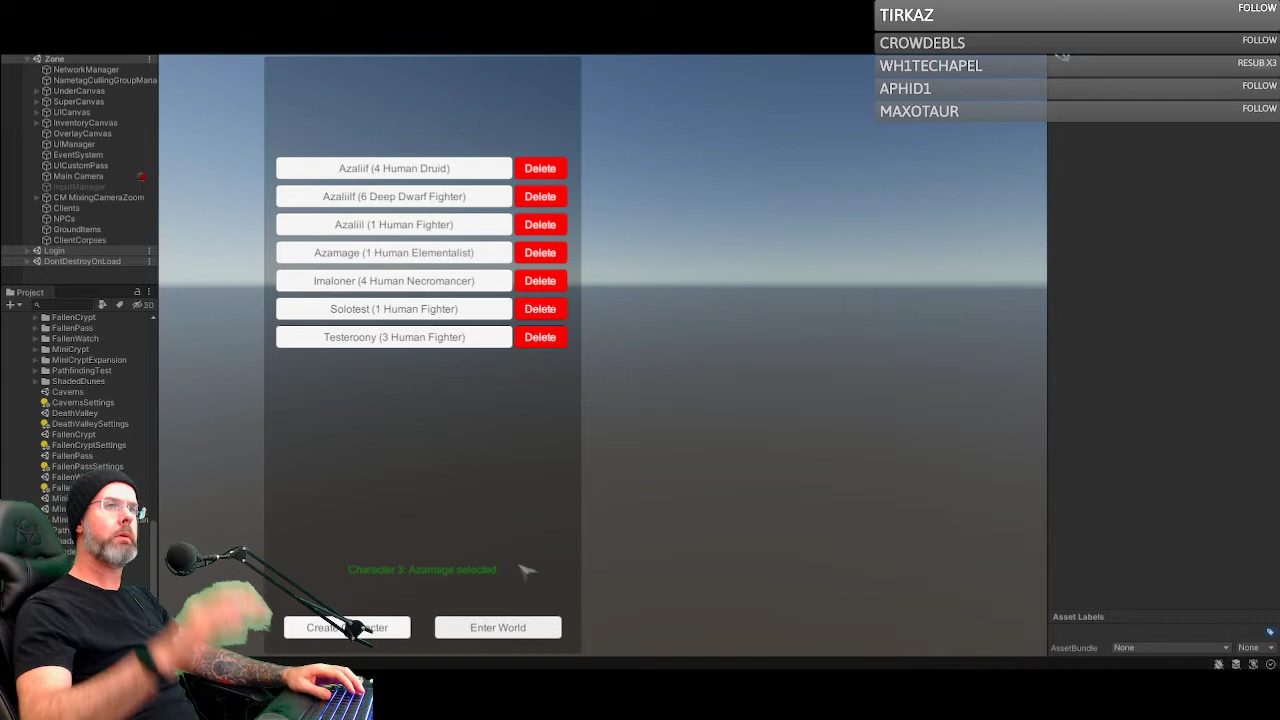 TIRKAZ FOLLOW
CROWDEBLS FOLLOW
WH1TECHAPEL RESUB X3
APHID1 FOLLOW
MAXOTAUR FOLLOW
Zone
NetworkManager
NametagCullingGroupMana
UnderCanvas
SuperCanvas
UICanvas
InventoryCanvas
OverlayCanvas
UIManager
EventSystem
UICustomPass
Main Camera
InputManager
CM MixingCameraZoom
Clients
NPCs
GroundItems
ClientCorpses
Login
DontDestroyOnLoad
Project
30
FallenCrypt
FallenPass
FallenWatch
MiniCrypt
MiniCryptExpansion
PathfindingTest
ShadedDunes
Caverns
CavernsSettings
DeathValley
DeathValleySettings
FallenCrypt
FallenCryptSettings
FallenPass
FallenPassSettings
Azaliif (4 Human Druid) Delete
Azaliilf (6 Deep Dwarf Fighter) Delete
Azaliil (1 Human Fighter) Delete
Azamage (1 Human Elementalist) Delete
Imaloner (4 Human Necromancer) Delete
Solotest (1 Human Fighter) Delete
Testeroony (3 Human Fighter) Delete
Character 3: Azamage selected
Enter World
Asset Labels
AssetBundle None None